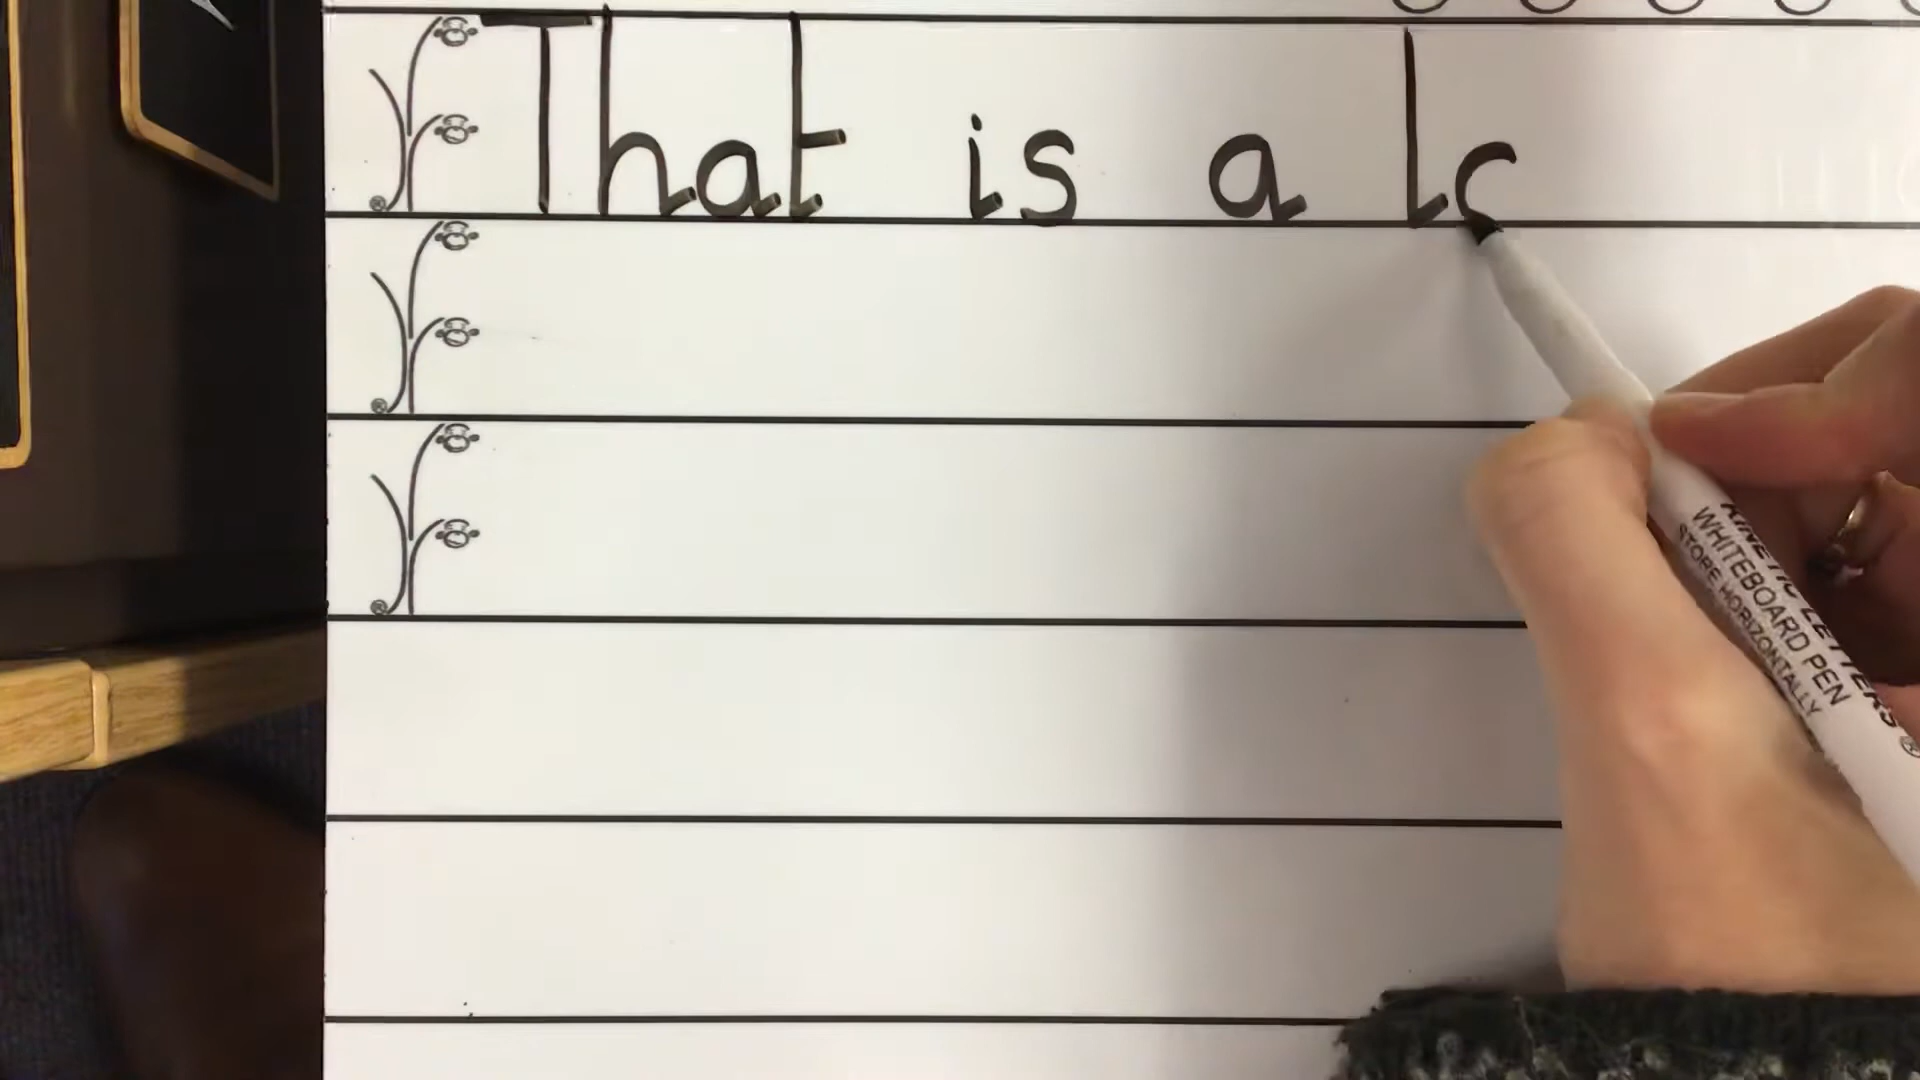 That is a lc
KINETIC LETTERS®
WHITEBOARD PEN
STORE HORIZONTALLY